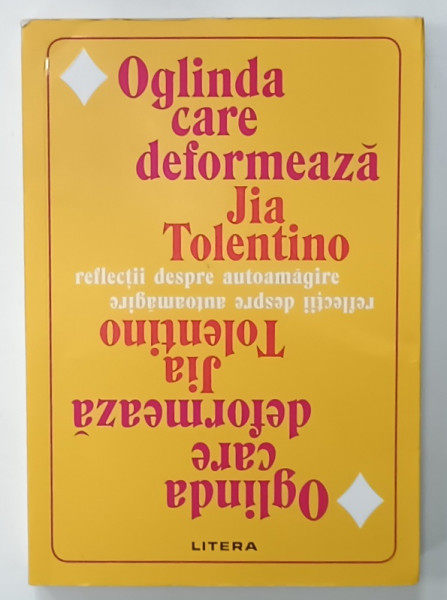 Oglinda
care
deformează
Jia
Tolentino
reflecții despre autoamăgire
reflecții despre autoamăgire
Tolentino
Jia
deformează
care
Oglinda
LITERA